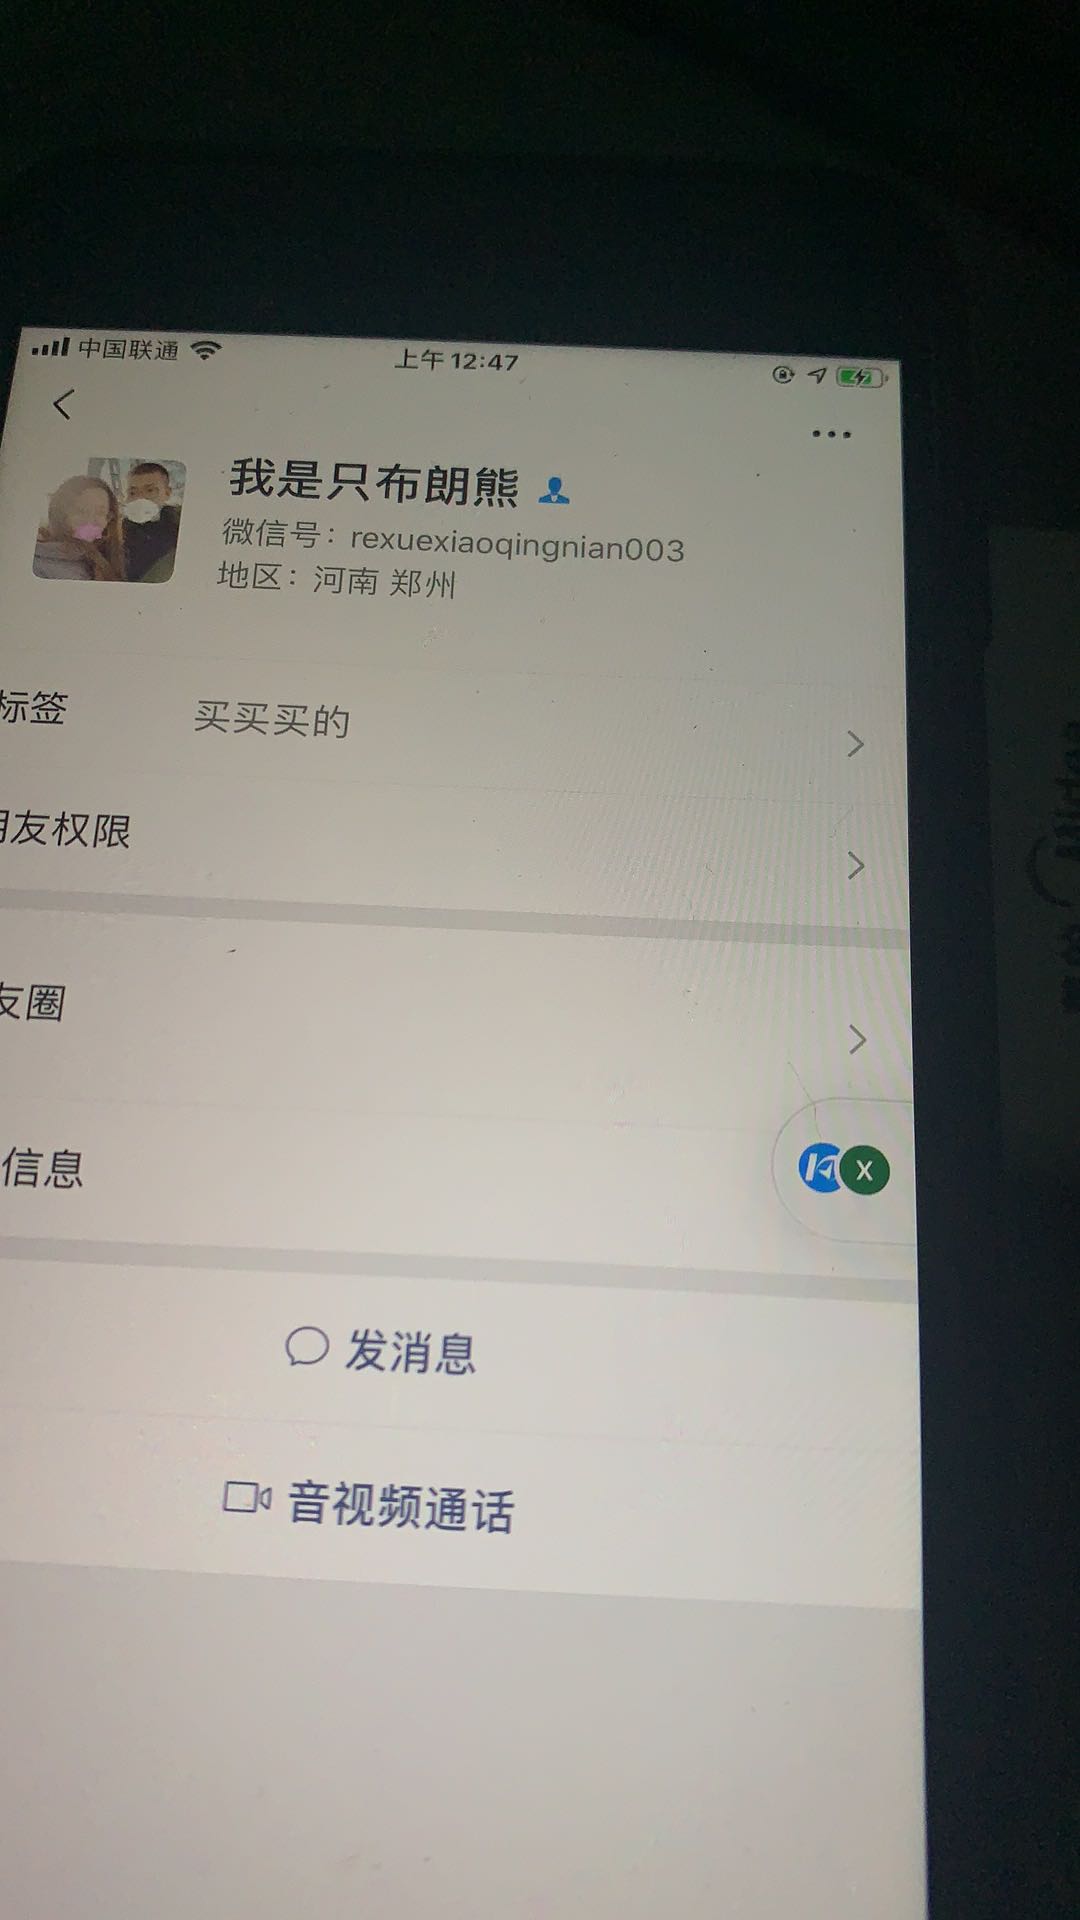 中国联通
上午12:47
我是只布朗熊
微信号：rexuexiaoqingnian003
地区：河南 郑州
标签 买买买的
朋友权限
友圈
信息
X
发消息
音视频通话